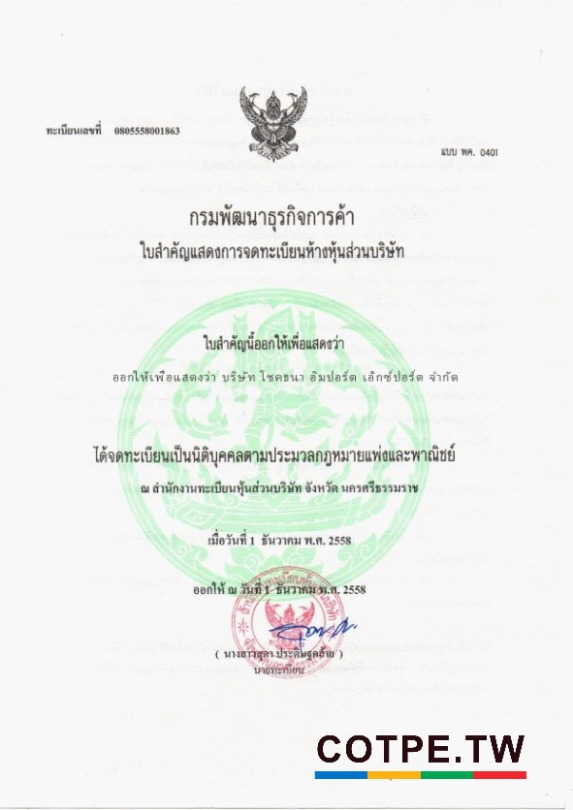 ทะเบียนเลขที่ 0805558001863
แบบ พค. 0401
กรมพัฒนาธุรกิจการค้า
ใบสำคัญแสดงการจดทะเบียนห้างหุ้นส่วนบริษัท
ใบสำคัญนี้ออกให้เพื่อแสดงว่า
ออกให้เพื่อแสดงว่า บริษัท โชคธนา อิมปอร์ต เอ็กซ์ปอร์ต จำกัด
ได้จดทะเบียนเป็นนิติบุคคลตามประมวลกฎหมายแพ่งและพาณิชย์
ณ สำนักงานทะเบียนหุ้นส่วนบริษัท จังหวัด นครศรีธรรมราช
เมื่อวันที่ 1 ธันวาคม พ.ศ. 2558
ออกให้ ณ วันที่ 1 ธันวาคม พ.ศ. 2558
( นางสาวสุดา )
นายทะเบียน
COTPE.TW